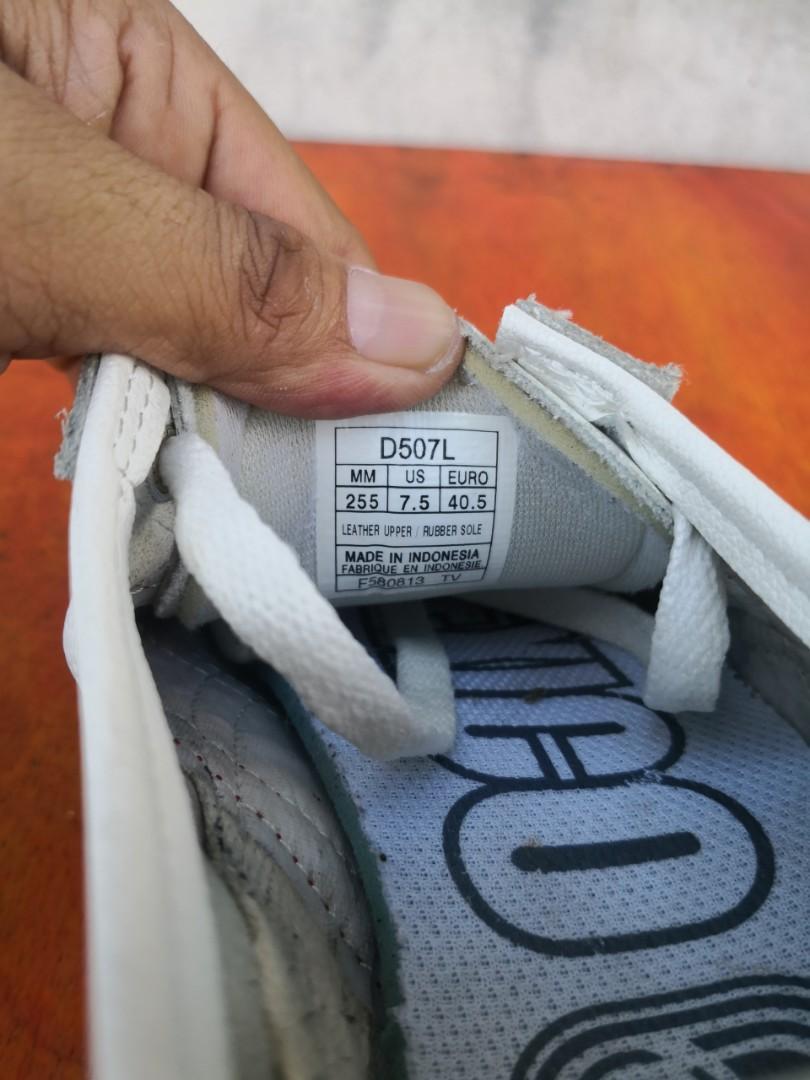 D507L
MM US EURO
255 7.5 40.5
LEATHER UPPER / RUBBER SOLE
MADE IN INDONESIA
FABRIQUE EN INDONESIE
F580813 TV